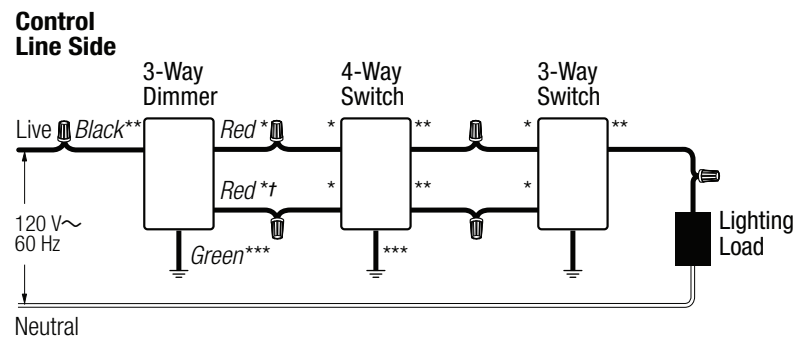 Control
Line Side
3-Way
Dimmer
4-Way
Switch
3-Way
Switch
Live Black** Red * * ** * **
Red *† * ** *
120 V~
60 Hz
Green*** ***
Lighting
Load
Neutral